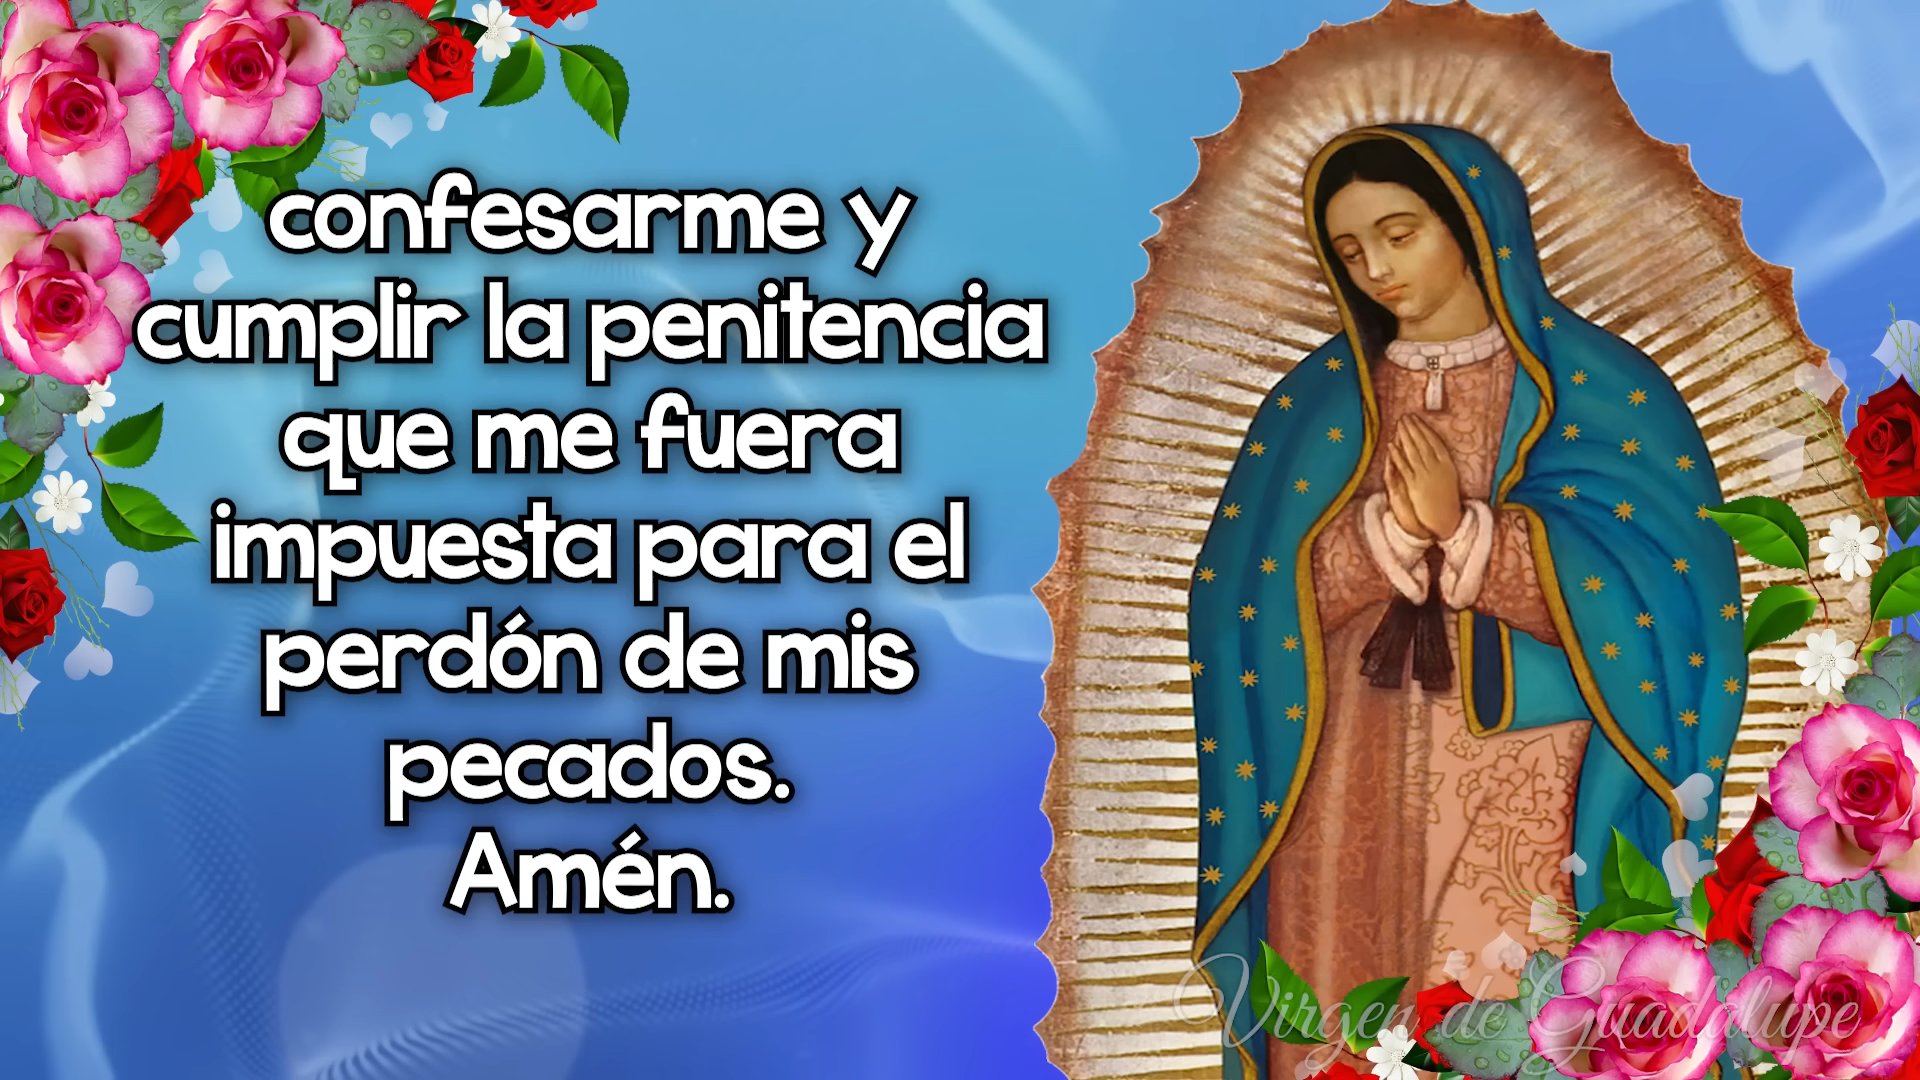 confesarme y
cumplir la penitencia
que me fuera
impuesta para el
perdón de mis
pecados.
Amén.
Virgen de Guadalupe